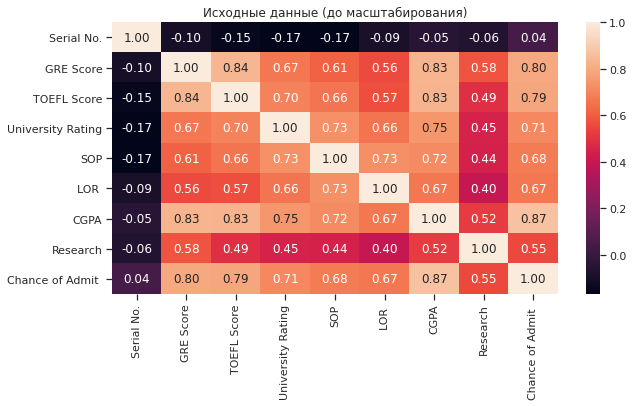 Исходные данные (до масштабирования)
Serial No. 1.00 -0.10 -0.15 -0.17 -0.17 -0.09 -0.05 -0.06 0.04
GRE Score -0.10 1.00 0.84 0.67 0.61 0.56 0.83 0.58 0.80
TOEFL Score -0.15 0.84 1.00 0.70 0.66 0.57 0.83 0.49 0.79
University Rating -0.17 0.67 0.70 1.00 0.73 0.66 0.75 0.45 0.71
SOP -0.17 0.61 0.66 0.73 1.00 0.73 0.72 0.44 0.68
LOR -0.09 0.56 0.57 0.66 0.73 1.00 0.67 0.40 0.67
CGPA -0.05 0.83 0.83 0.75 0.72 0.67 1.00 0.52 0.87
Research -0.06 0.58 0.49 0.45 0.44 0.40 0.52 1.00 0.55
Chance of Admit 0.04 0.80 0.79 0.71 0.68 0.67 0.87 0.55 1.00
Serial No.
GRE Score
TOEFL Score
University Rating
SOP
LOR
CGPA
Research
Chance of Admit
1.0
0.8
0.6
0.4
0.2
0.0